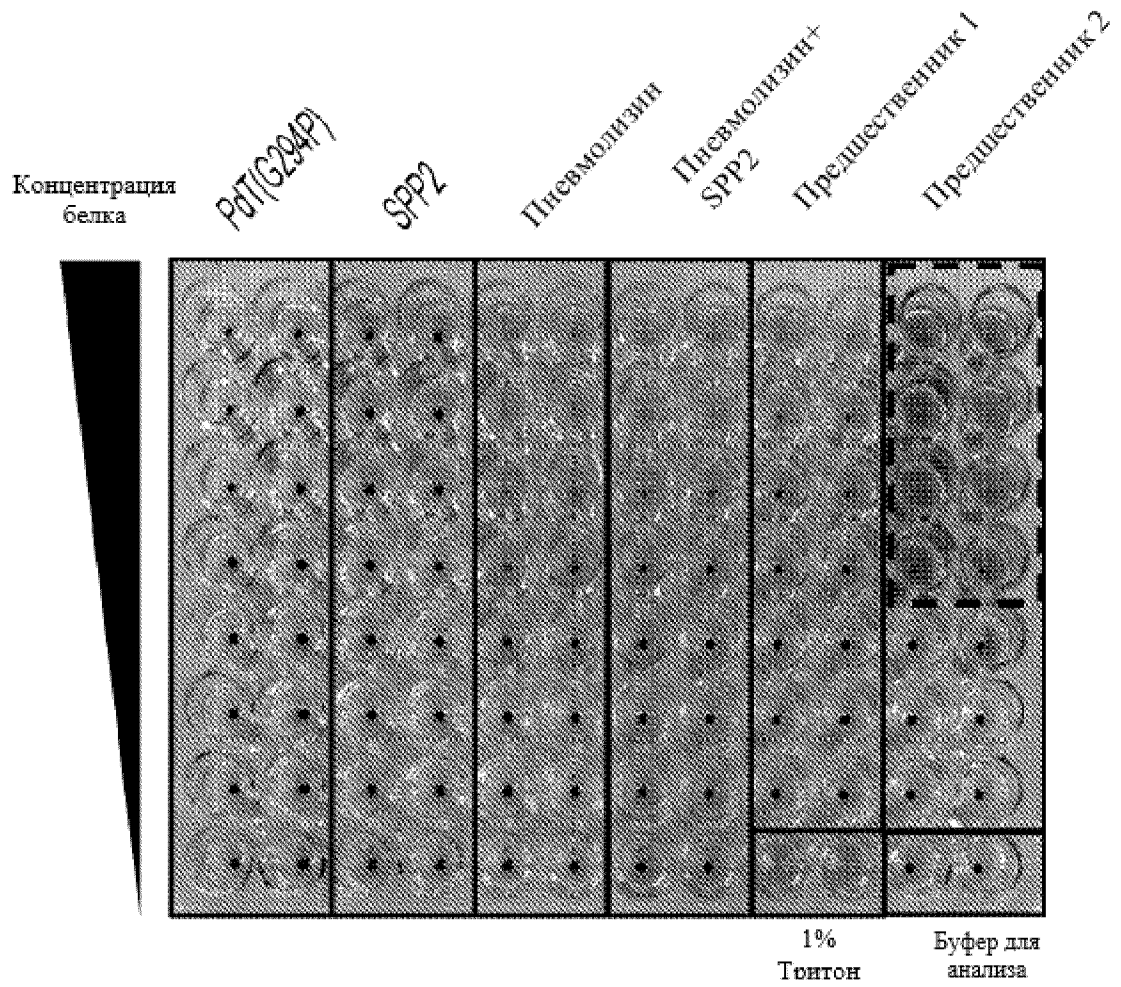 Концентрация
белка
PdT(G294P)
SPP2
Пневмолизин
Пневмолизин+
SPP2
Предшественник 1
Предшественник 2
1%
Тритон
Буфер для
анализа